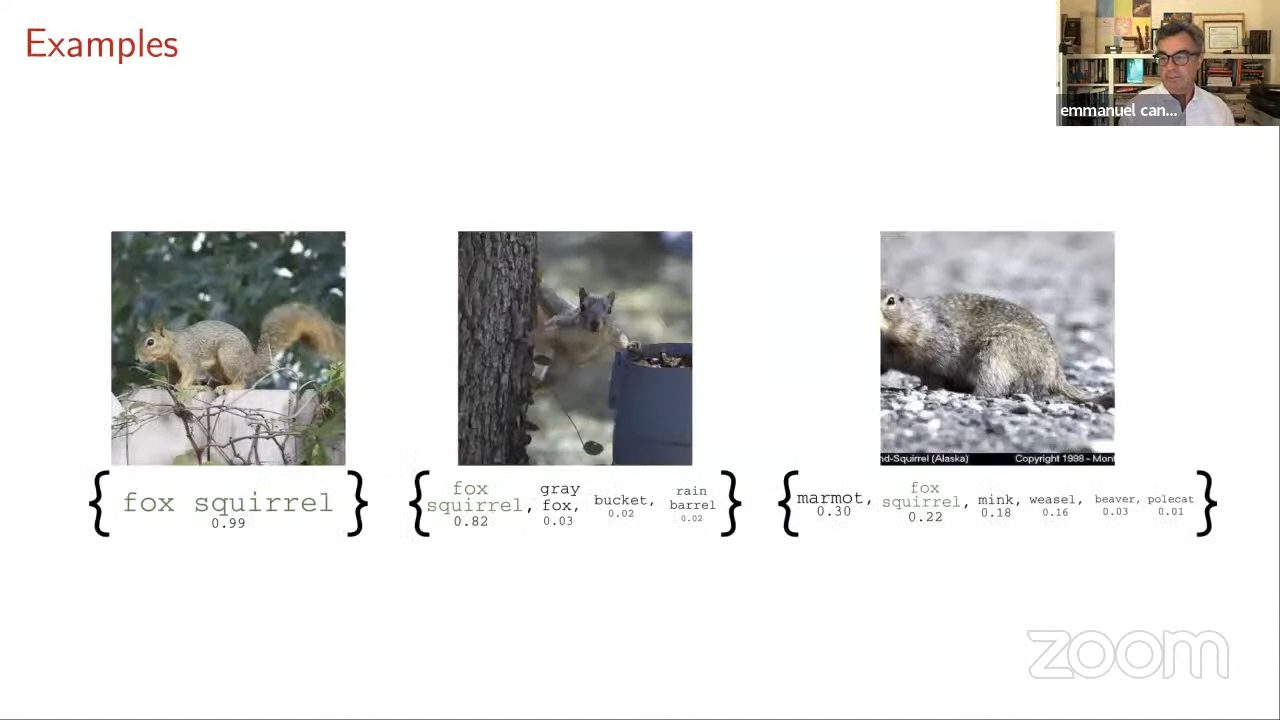 Examples
emmanuel can...
nd-Squirrel (Alaska) Copyright 1998 - Mont
{ fox squirrel }
0.99
{ fox squirrel, gray fox, bucket, rain barrel }
0.82 0.03 0.02 0.02
{ marmot, fox squirrel, mink, weasel, beaver, polecat }
0.30 0.22 0.18 0.16 0.03 0.01
zoom